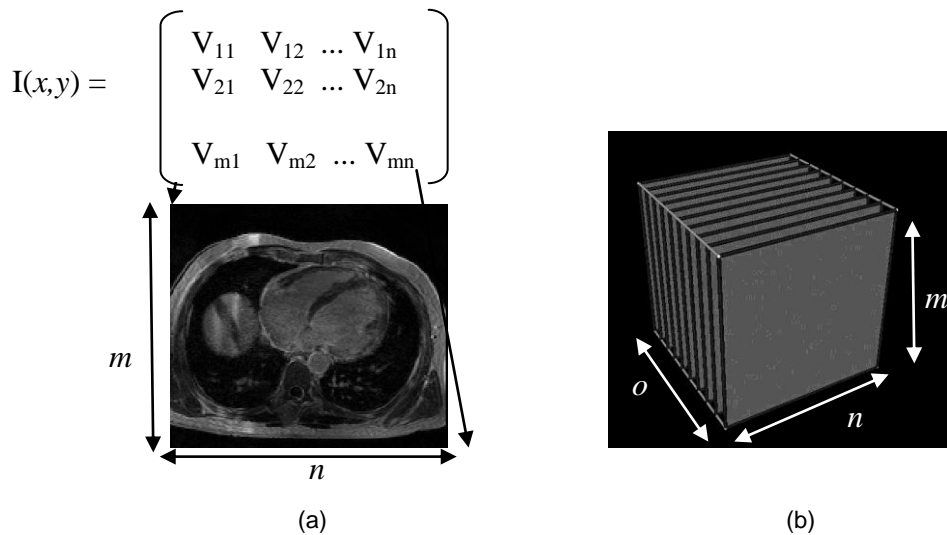 V₁₁ V₁₂ ... V₁ₙ
I(x,y) =
V₂₁ V₂₂ ... V₂ₙ
Vₘ₁ Vₘ₂ ... Vₘₙ
m
n
m
o
n
(a)
(b)